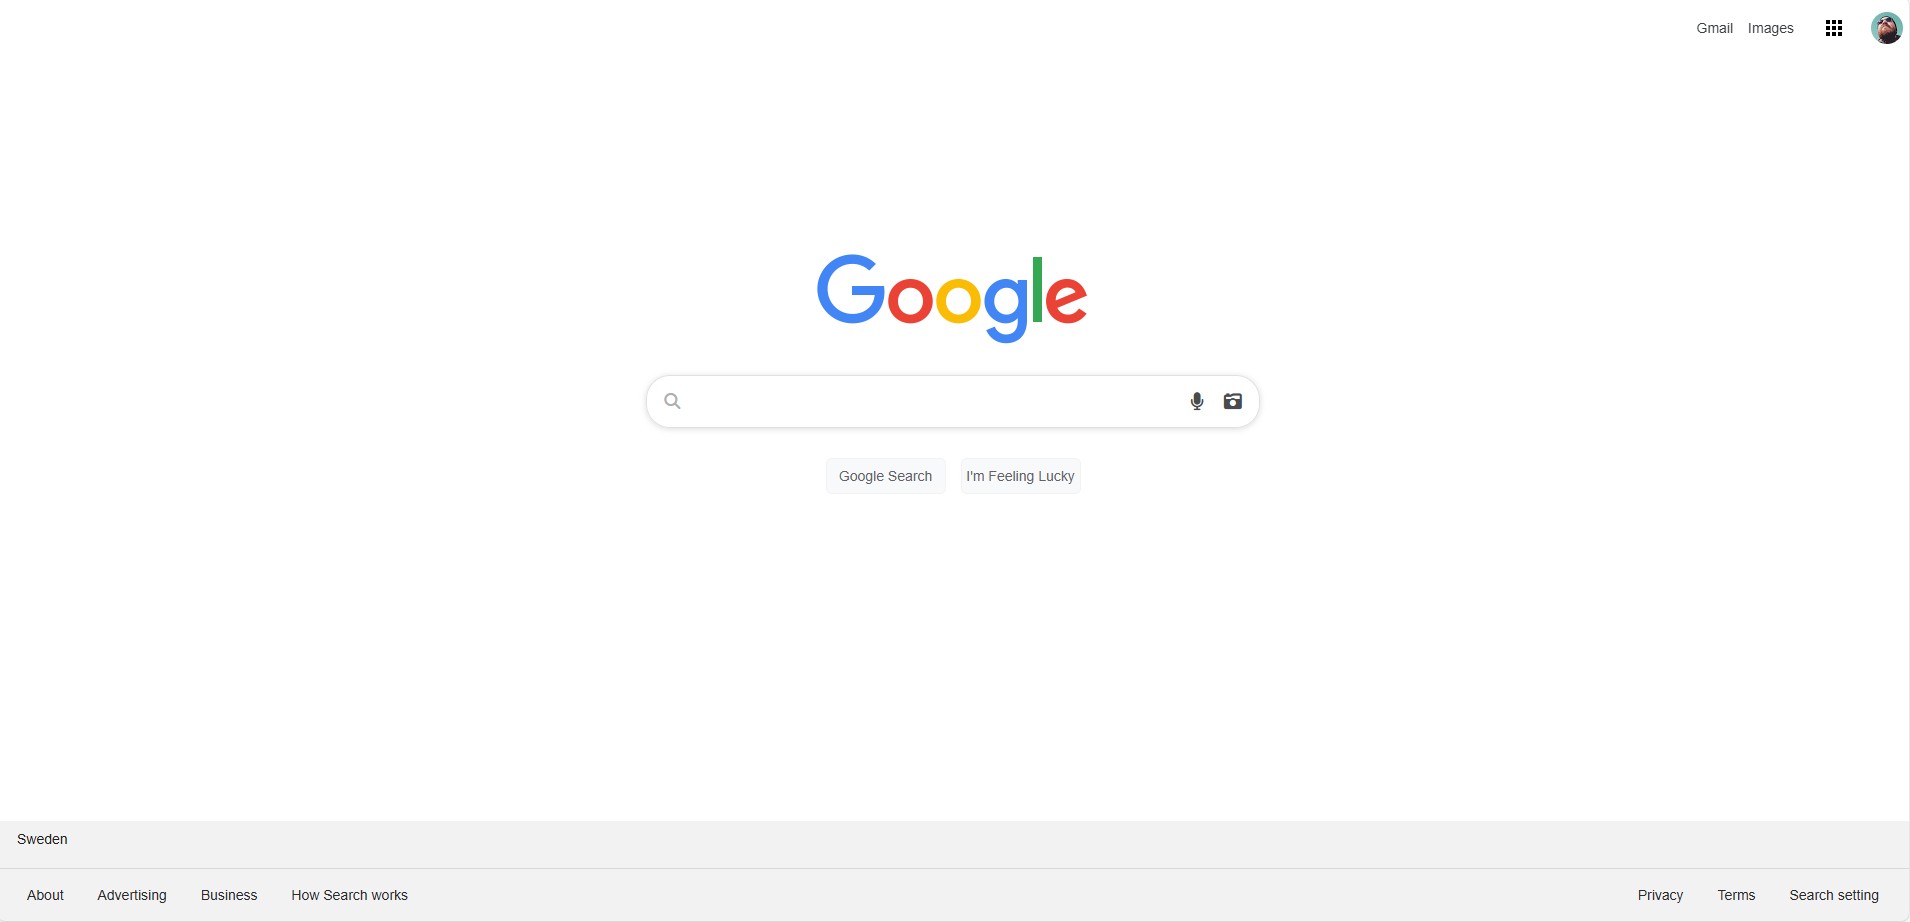 Gmail Images
Google
Google Search I'm Feeling Lucky
Sweden
About Advertising Business How Search works Privacy Terms Search setting